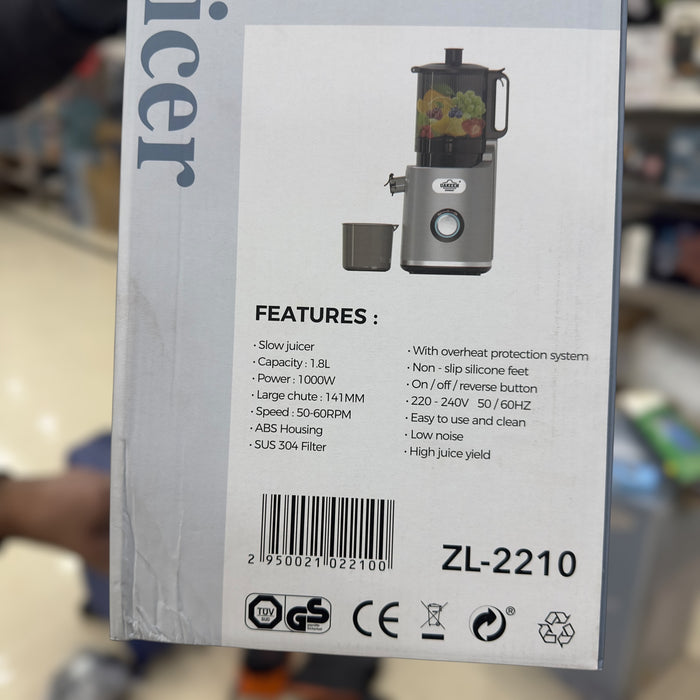 icer
FEATURES :
· Slow juicer
· Capacity : 1.8L
· Power : 1000W
· Large chute : 141MM
· Speed : 50-60RPM
· ABS Housing
· SUS 304 Filter
· With overheat protection system
· Non - slip silicone feet
· On / off / reverse button
· 220 - 240V 50 / 60HZ
· Easy to use and clean
· Low noise
· High juice yield
2 950021 022100
ZL-2210
TÜV
SUD
GS
CE
®